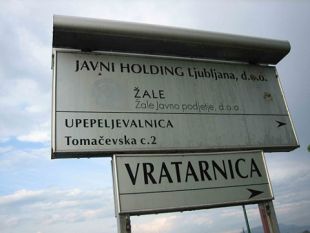 JAVNI HOLDING Ljubljana, d.o.o.
ŽALE
Žale Javno podjetje, d.o.o.
UPEPELJEVALNICA
Tomačevska c.2
VRATARNICA